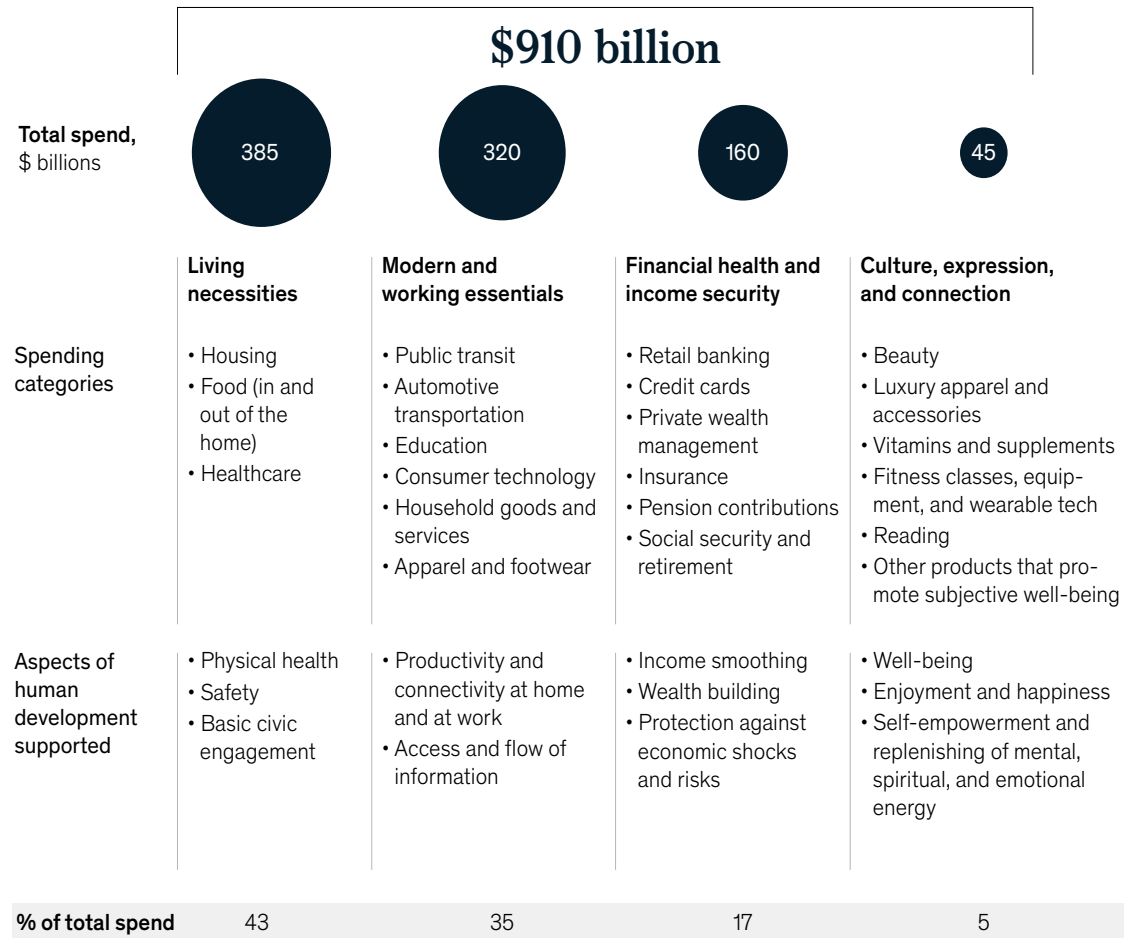 $910 billion
Total spend,
$ billions
385
320
160
45
Living
necessities
Modern and
working essentials
Financial health and
income security
Culture, expression,
and connection
Spending
categories
• Housing
• Food (in and
out of the
home)
• Healthcare
• Public transit
• Automotive
transportation
• Education
• Consumer technology
• Household goods and
services
• Apparel and footwear
• Retail banking
• Credit cards
• Private wealth
management
• Insurance
• Pension contributions
• Social security and
retirement
• Beauty
• Luxury apparel and
accessories
• Vitamins and supplements
• Fitness classes, equip-
ment, and wearable tech
• Reading
• Other products that pro-
mote subjective well-being
Aspects of
human
development
supported
• Physical health
• Safety
• Basic civic
engagement
• Productivity and
connectivity at home
and at work
• Access and flow of
information
• Income smoothing
• Wealth building
• Protection against
economic shocks
and risks
• Well-being
• Enjoyment and happiness
• Self-empowerment and
replenishing of mental,
spiritual, and emotional
energy
% of total spend 43 35 17 5